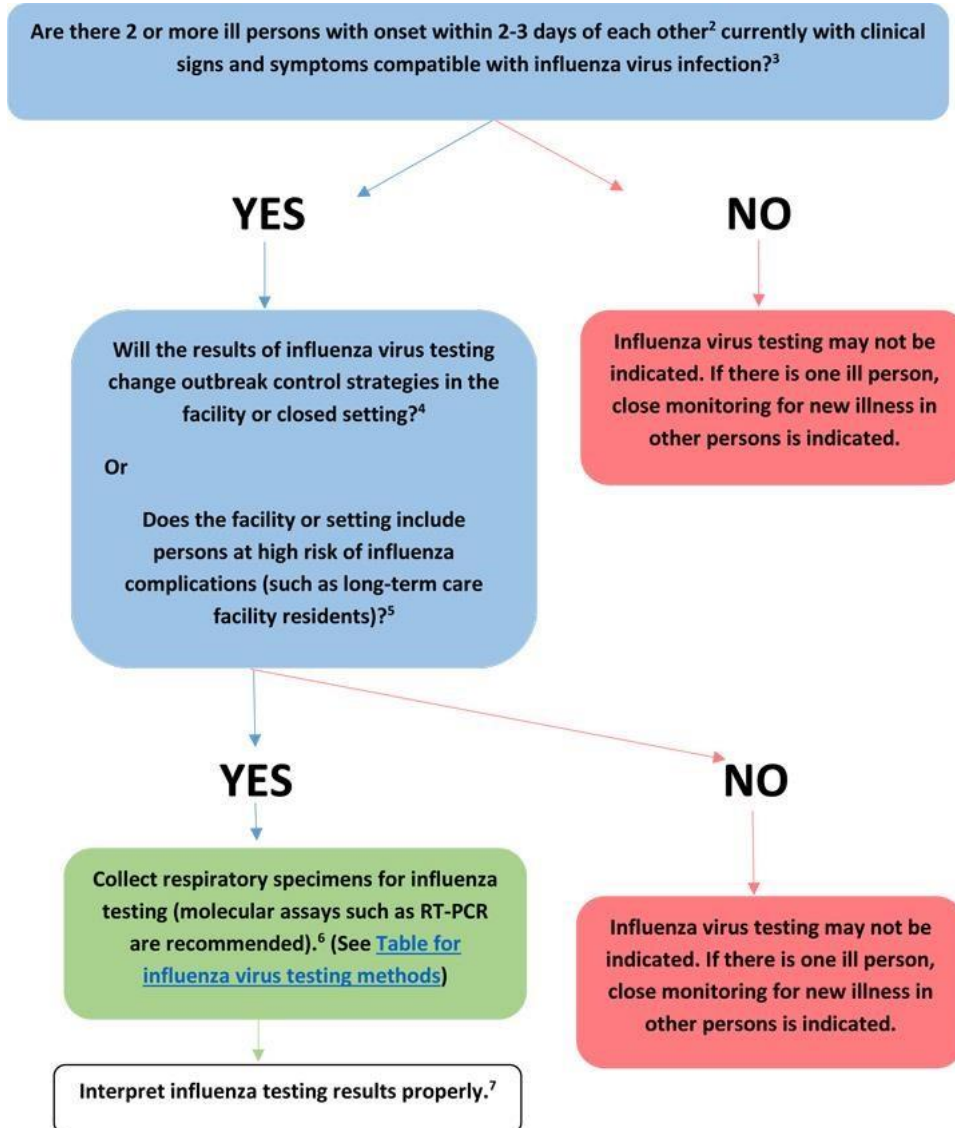 Are there 2 or more ill persons with onset within 2-3 days of each other² currently with clinical
signs and symptoms compatible with influenza virus infection?³
YES
NO
Will the results of influenza virus testing
change outbreak control strategies in the
facility or closed setting?⁴
Or
Does the facility or setting include
persons at high risk of influenza
complications (such as long-term care
facility residents)?⁵
Influenza virus testing may not be
indicated. If there is one ill person,
close monitoring for new illness in
other persons is indicated.
YES
NO
Collect respiratory specimens for influenza
testing (molecular assays such as RT-PCR
are recommended).⁶ (See Table for
influenza virus testing methods)
Influenza virus testing may not be
indicated. If there is one ill person,
close monitoring for new illness in
other persons is indicated.
Interpret influenza testing results properly.⁷